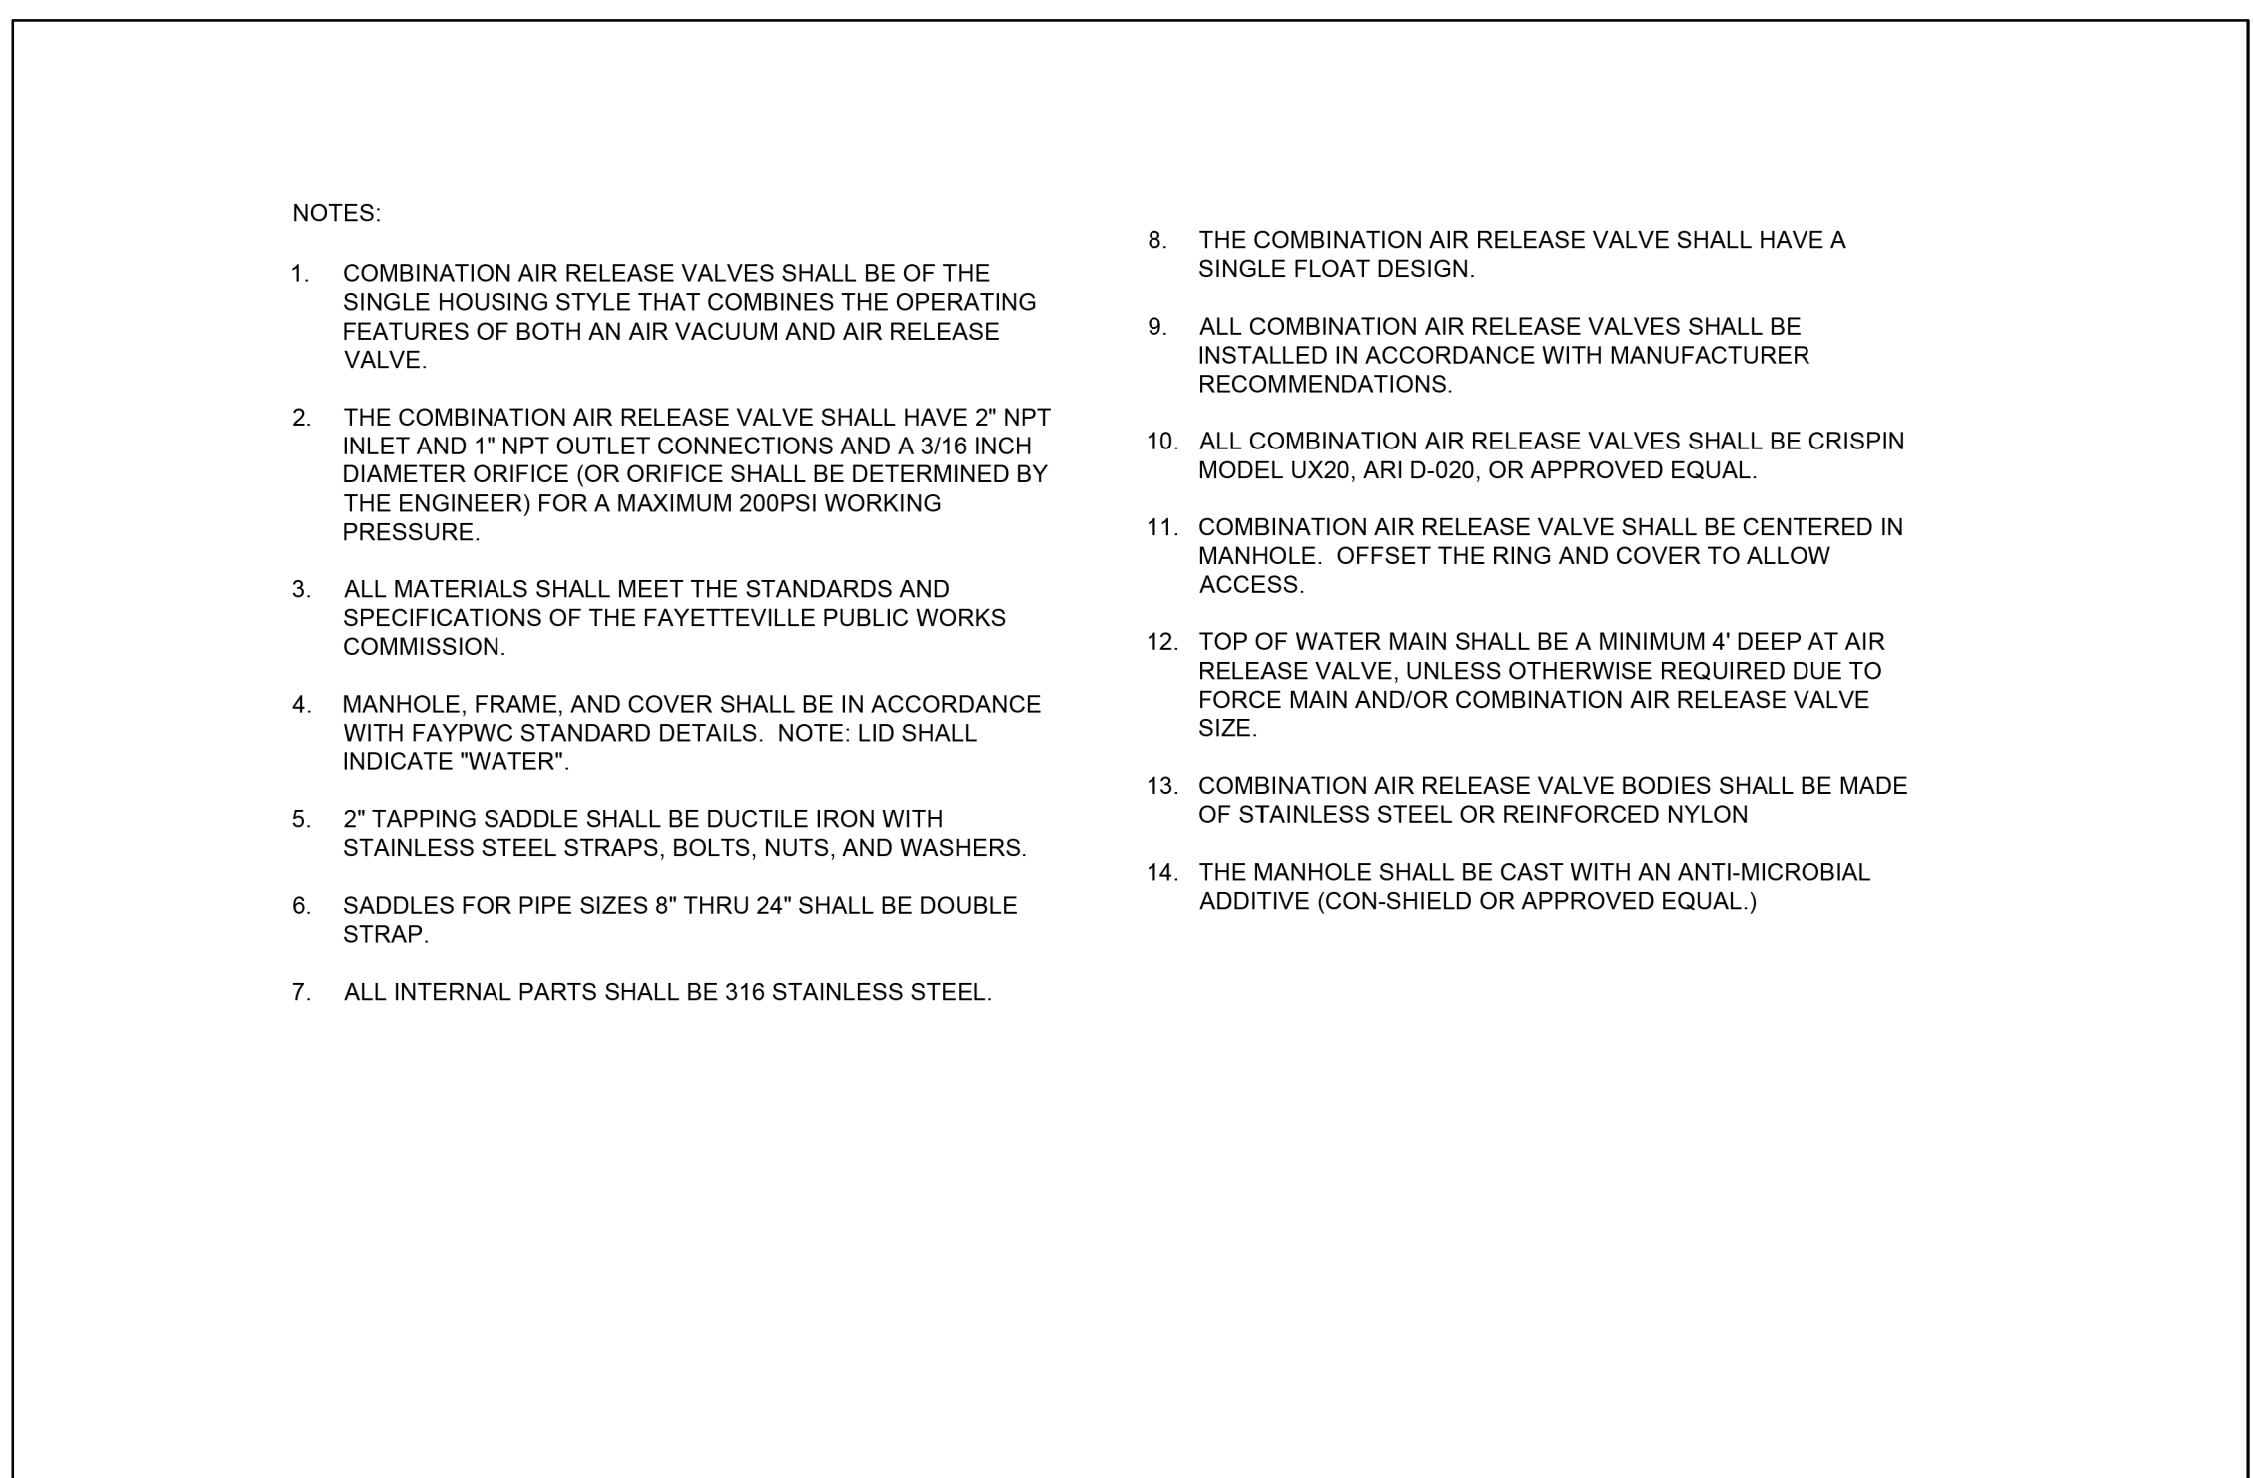 NOTES:
1. COMBINATION AIR RELEASE VALVES SHALL BE OF THE
SINGLE HOUSING STYLE THAT COMBINES THE OPERATING
FEATURES OF BOTH AN AIR VACUUM AND AIR RELEASE
VALVE.
2. THE COMBINATION AIR RELEASE VALVE SHALL HAVE 2" NPT
INLET AND 1" NPT OUTLET CONNECTIONS AND A 3/16 INCH
DIAMETER ORIFICE (OR ORIFICE SHALL BE DETERMINED BY
THE ENGINEER) FOR A MAXIMUM 200PSI WORKING
PRESSURE.
3. ALL MATERIALS SHALL MEET THE STANDARDS AND
SPECIFICATIONS OF THE FAYETTEVILLE PUBLIC WORKS
COMMISSION.
4. MANHOLE, FRAME, AND COVER SHALL BE IN ACCORDANCE
WITH FAYPWC STANDARD DETAILS.  NOTE: LID SHALL
INDICATE "WATER".
5. 2" TAPPING SADDLE SHALL BE DUCTILE IRON WITH
STAINLESS STEEL STRAPS, BOLTS, NUTS, AND WASHERS.
6. SADDLES FOR PIPE SIZES 8" THRU 24" SHALL BE DOUBLE
STRAP.
7. ALL INTERNAL PARTS SHALL BE 316 STAINLESS STEEL.
8. THE COMBINATION AIR RELEASE VALVE SHALL HAVE A
SINGLE FLOAT DESIGN.
9. ALL COMBINATION AIR RELEASE VALVES SHALL BE
INSTALLED IN ACCORDANCE WITH MANUFACTURER
RECOMMENDATIONS.
10. ALL COMBINATION AIR RELEASE VALVES SHALL BE CRISPIN
MODEL UX20, ARI D-020, OR APPROVED EQUAL.
11. COMBINATION AIR RELEASE VALVE SHALL BE CENTERED IN
MANHOLE.  OFFSET THE RING AND COVER TO ALLOW
ACCESS.
12. TOP OF WATER MAIN SHALL BE A MINIMUM 4' DEEP AT AIR
RELEASE VALVE, UNLESS OTHERWISE REQUIRED DUE TO
FORCE MAIN AND/OR COMBINATION AIR RELEASE VALVE
SIZE.
13. COMBINATION AIR RELEASE VALVE BODIES SHALL BE MADE
OF STAINLESS STEEL OR REINFORCED NYLON
14. THE MANHOLE SHALL BE CAST WITH AN ANTI-MICROBIAL
ADDITIVE (CON-SHIELD OR APPROVED EQUAL.)